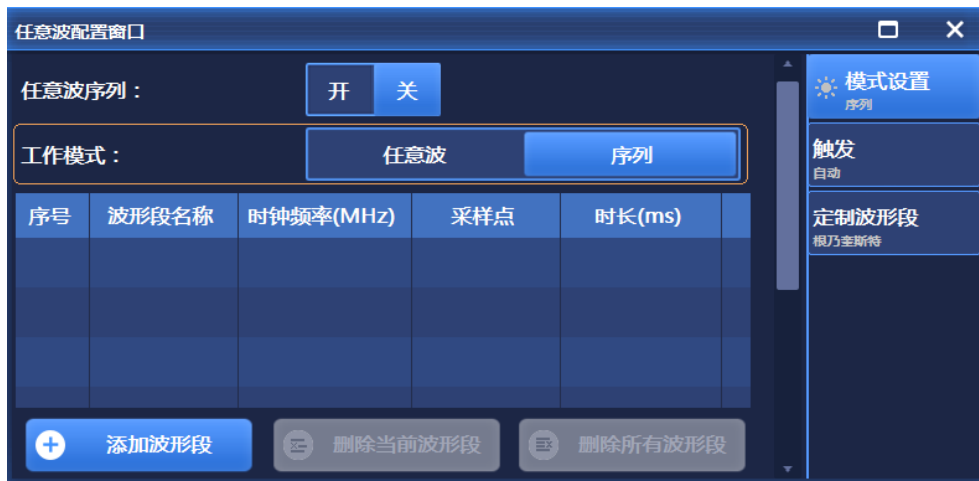 任意波配置窗口
任意波序列：
开 关
工作模式：
任意波 序列
序号 波形段名称 时钟频率(MHz) 采样点 时长(ms)
添加波形段 删除当前波形段 删除所有波形段
模式设置
序列
触发
自动
定制波形段
根乃奎斯特